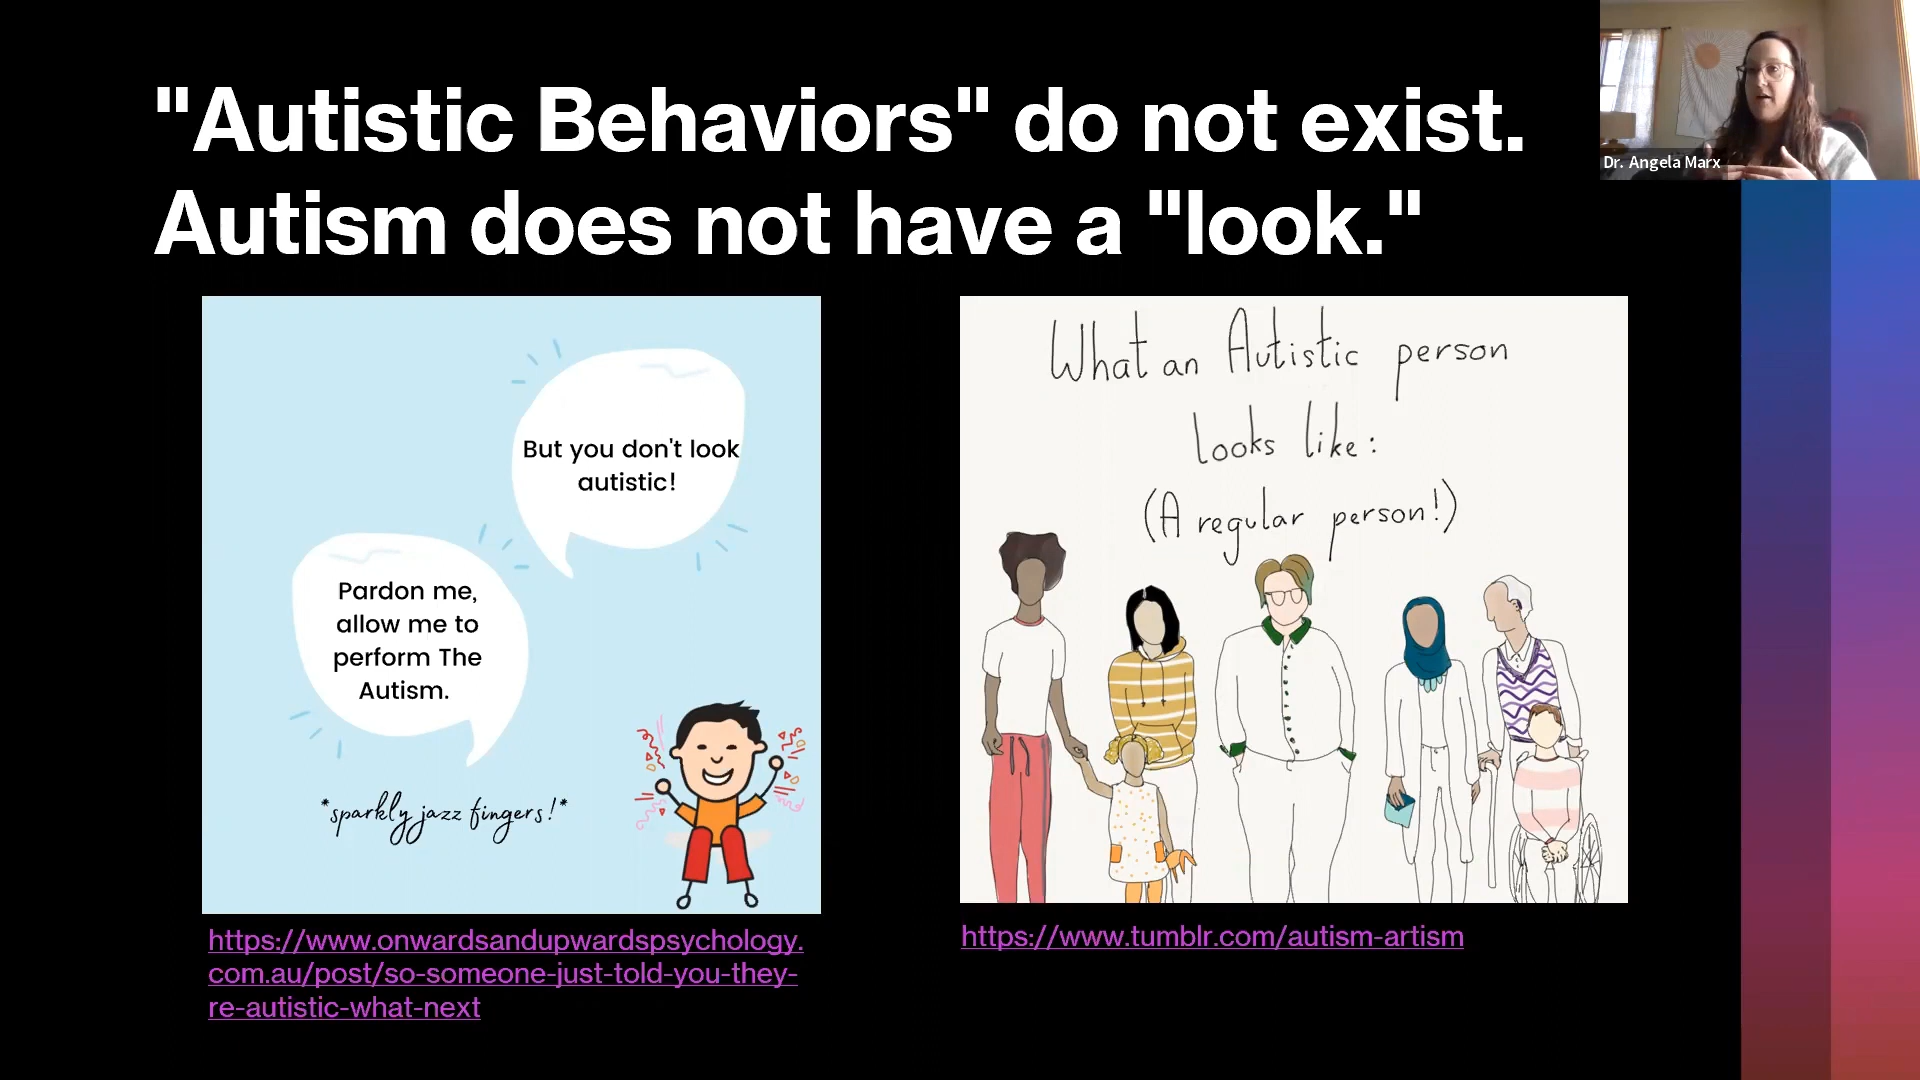 "Autistic Behaviors" do not exist.
Autism does not have a "look."
Dr. Angela Marx
But you don't look
autistic!
Pardon me,
allow me to
perform The
Autism.
*sparkly jazz fingers!*
https://www.onwardsandupwardspsychology.
com.au/post/so-someone-just-told-you-they-
re-autistic-what-next
What an Autistic person
looks like:
(A regular person!)
https://www.tumblr.com/autism-artism